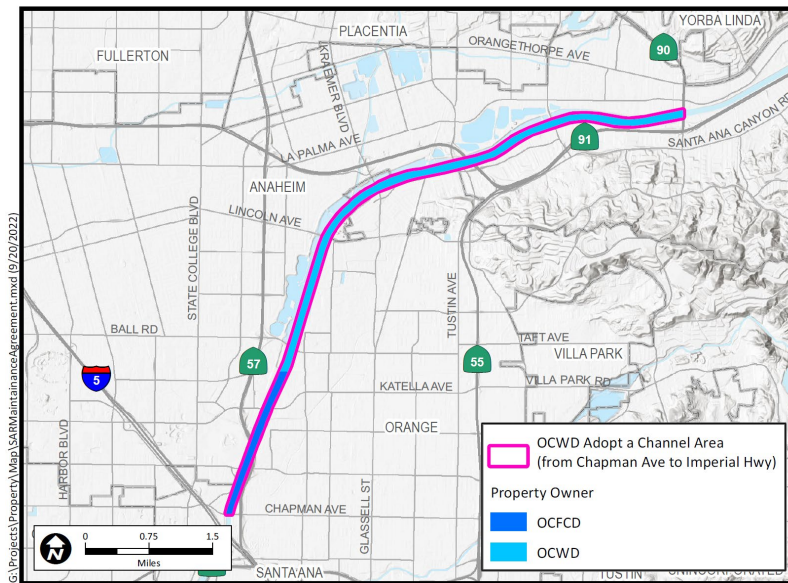 YORBA LINDA
PLACENTIA
FULLERTON
ORANGETHORPE AVE
90
KRAEMER BLVD
91
SANTA ANA CANYON RD
LA PALMA AVE
ANAHEIM
LINCOLN AVE
STATE COLLEGE BLVD
TUSTIN AVE
BALL RD
TAFT AVE
VILLA PARK
57
55
5
KATELLA AVE
VILLA PARK RD
ORANGE
HARBOR BLVD
CHAPMAN AVE
GLASSELL ST
SANTA ANA
TUSTIN
UNINCORPORATED
OCWD Adopt a Channel Area
(from Chapman Ave to Imperial Hwy)
Property Owner
OCFCD
OCWD
N
0 0.75 1.5
Miles
G:\Projects\Property\Map\SARMaintainanceAgreement.mxd (9/20/2022)